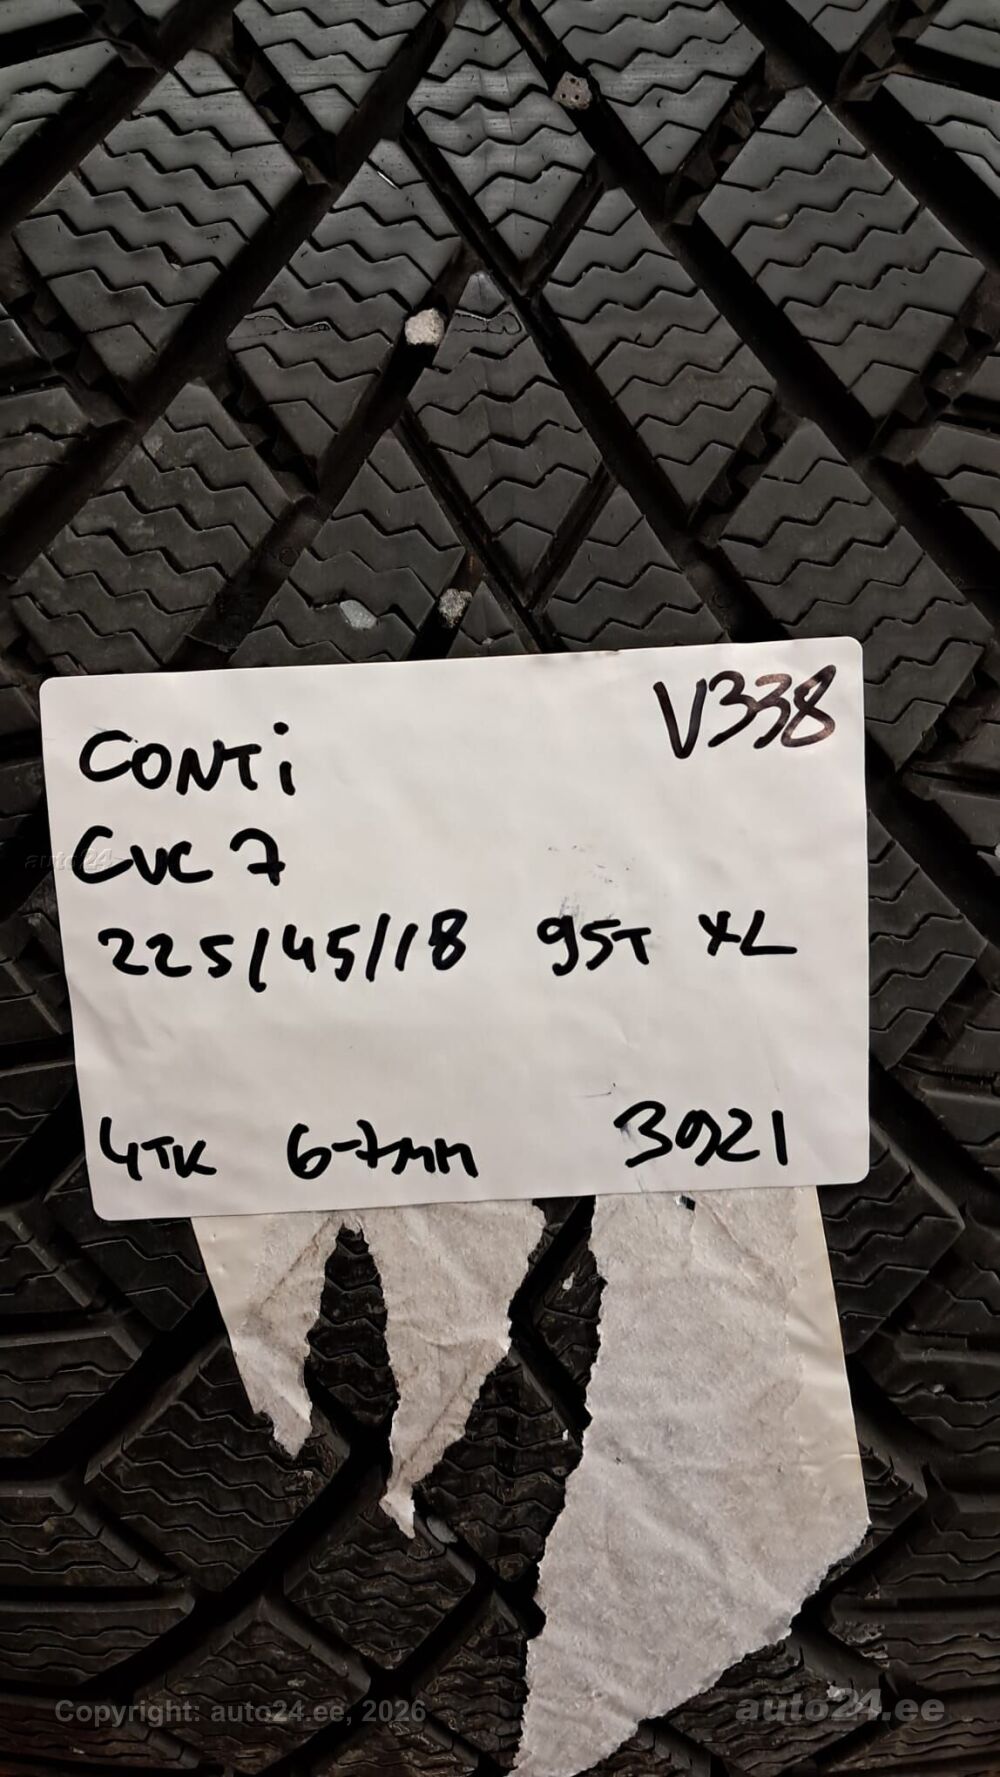 V338
CONTi
CVC 7
225/45/18 95T XL
4TK 6-7mm 3921
auto24
Copyright: auto24.ee, 2026
auto24.ee